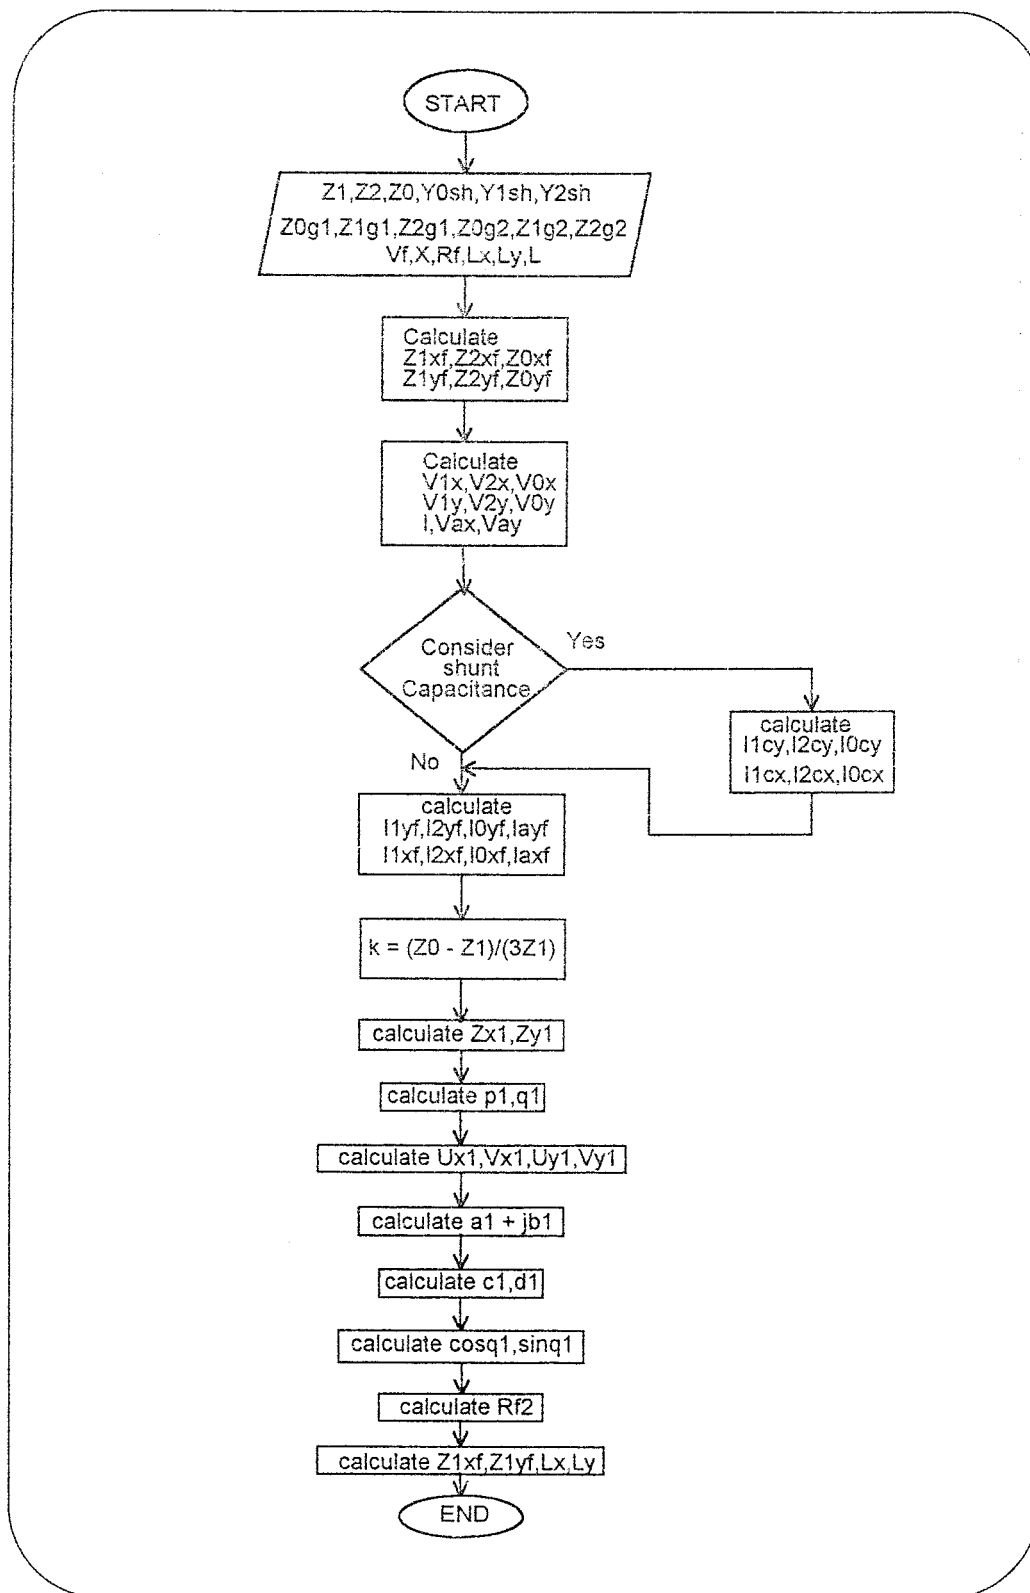 START
Z1,Z2,Z0,Y0sh,Y1sh,Y2sh
Z0g1,Z1g1,Z2g1,Z0g2,Z1g2,Z2g2
Vf,X,Rf,Lx,Ly,L
Calculate
Z1xf,Z2xf,Z0xf
Z1yf,Z2yf,Z0yf
Calculate
V1x,V2x,V0x
V1y,V2y,V0y
I,Vax,Vay
Consider
shunt
Capacitance
Yes
No
calculate
I1cy,I2cy,I0cy
I1cx,I2cx,I0cx
calculate
I1yf,I2yf,I0yf,Iayf
I1xf,I2xf,I0xf,Iaxf
k = (Z0 - Z1)/(3Z1)
calculate Zx1,Zy1
calculate p1,q1
calculate Ux1,Vx1,Uy1,Vy1
calculate a1 + jb1
calculate c1,d1
calculate cosq1,sinq1
calculate Rf2
calculate Z1xf,Z1yf,Lx,Ly
END